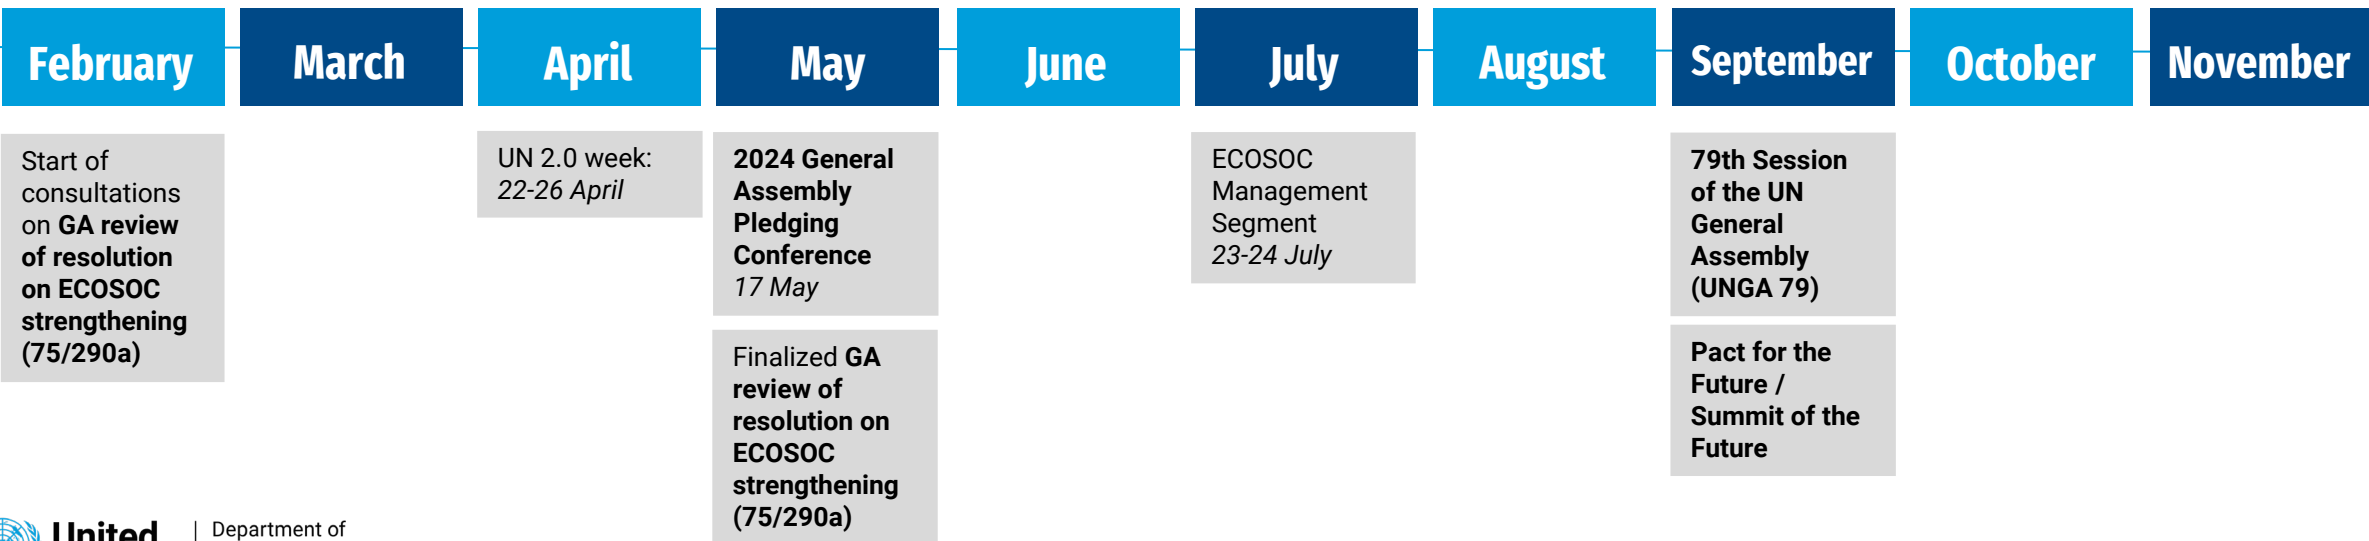 February March April May June July August September October November
Start of
consultations
on GA review
of resolution
on ECOSOC
strengthening
(75/290a)
UN 2.0 week:
22-26 April
2024 General
Assembly
Pledging
Conference
17 May
Finalized GA
review of
resolution on
ECOSOC
strengthening
(75/290a)
ECOSOC
Management
Segment
23-24 July
79th Session
of the UN
General
Assembly
(UNGA 79)
Pact for the
Future /
Summit of the
Future
United
Department of